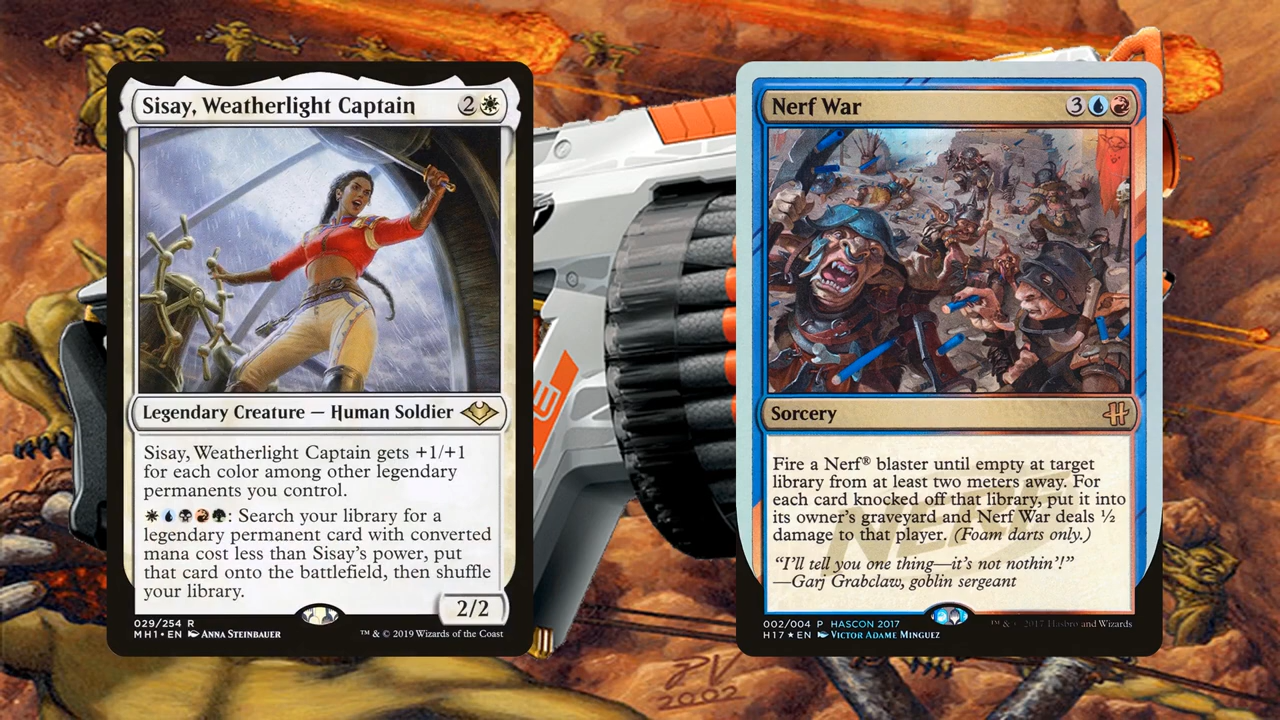 Sisay, Weatherlight Captain 2
Legendary Creature — Human Soldier
Sisay, Weatherlight Captain gets +1/+1
for each color among other legendary
permanents you control.
: Search your library for a
legendary permanent card with converted
mana cost less than Sisay's power, put
that card onto the battlefield, then shuffle
your library.
2/2
029/254 R
MH1 • EN ANNA STEINBAUER
™ & © 2019 Wizards of the Coast
Nerf War 3
Sorcery
H
Fire a Nerf® blaster until empty at target
library from at least two meters away. For
each card knocked off that library, put it into
its owner's graveyard and Nerf War deals ½
damage to that player. (Foam darts only.)
NERF
“I'll tell you one thing—it's not nothin'!”
—Garj Grabclaw, goblin sergeant
002/004 P HASCON 2017
H17 ★ EN VICTOR ADAME MINGUEZ
™ & © 2017 Hasbro and Wizards
PV
2002